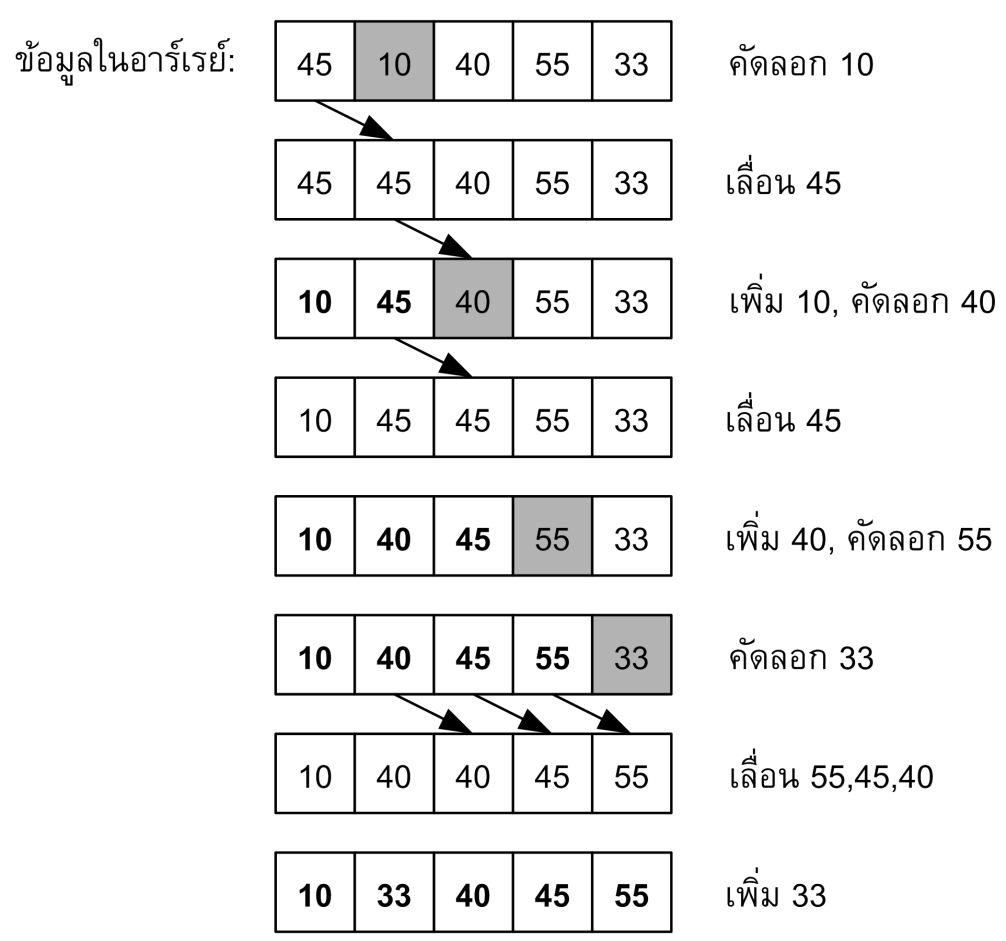 ข้อมูลในอาร์เรย์: 45 10 40 55 33 คัดลอก 10
45 45 40 55 33 เลื่อน 45
10 45 40 55 33 เพิ่ม 10, คัดลอก 40
10 45 45 55 33 เลื่อน 45
10 40 45 55 33 เพิ่ม 40, คัดลอก 55
10 40 45 55 33 คัดลอก 33
10 40 40 45 55 เลื่อน 55,45,40
10 33 40 45 55 เพิ่ม 33